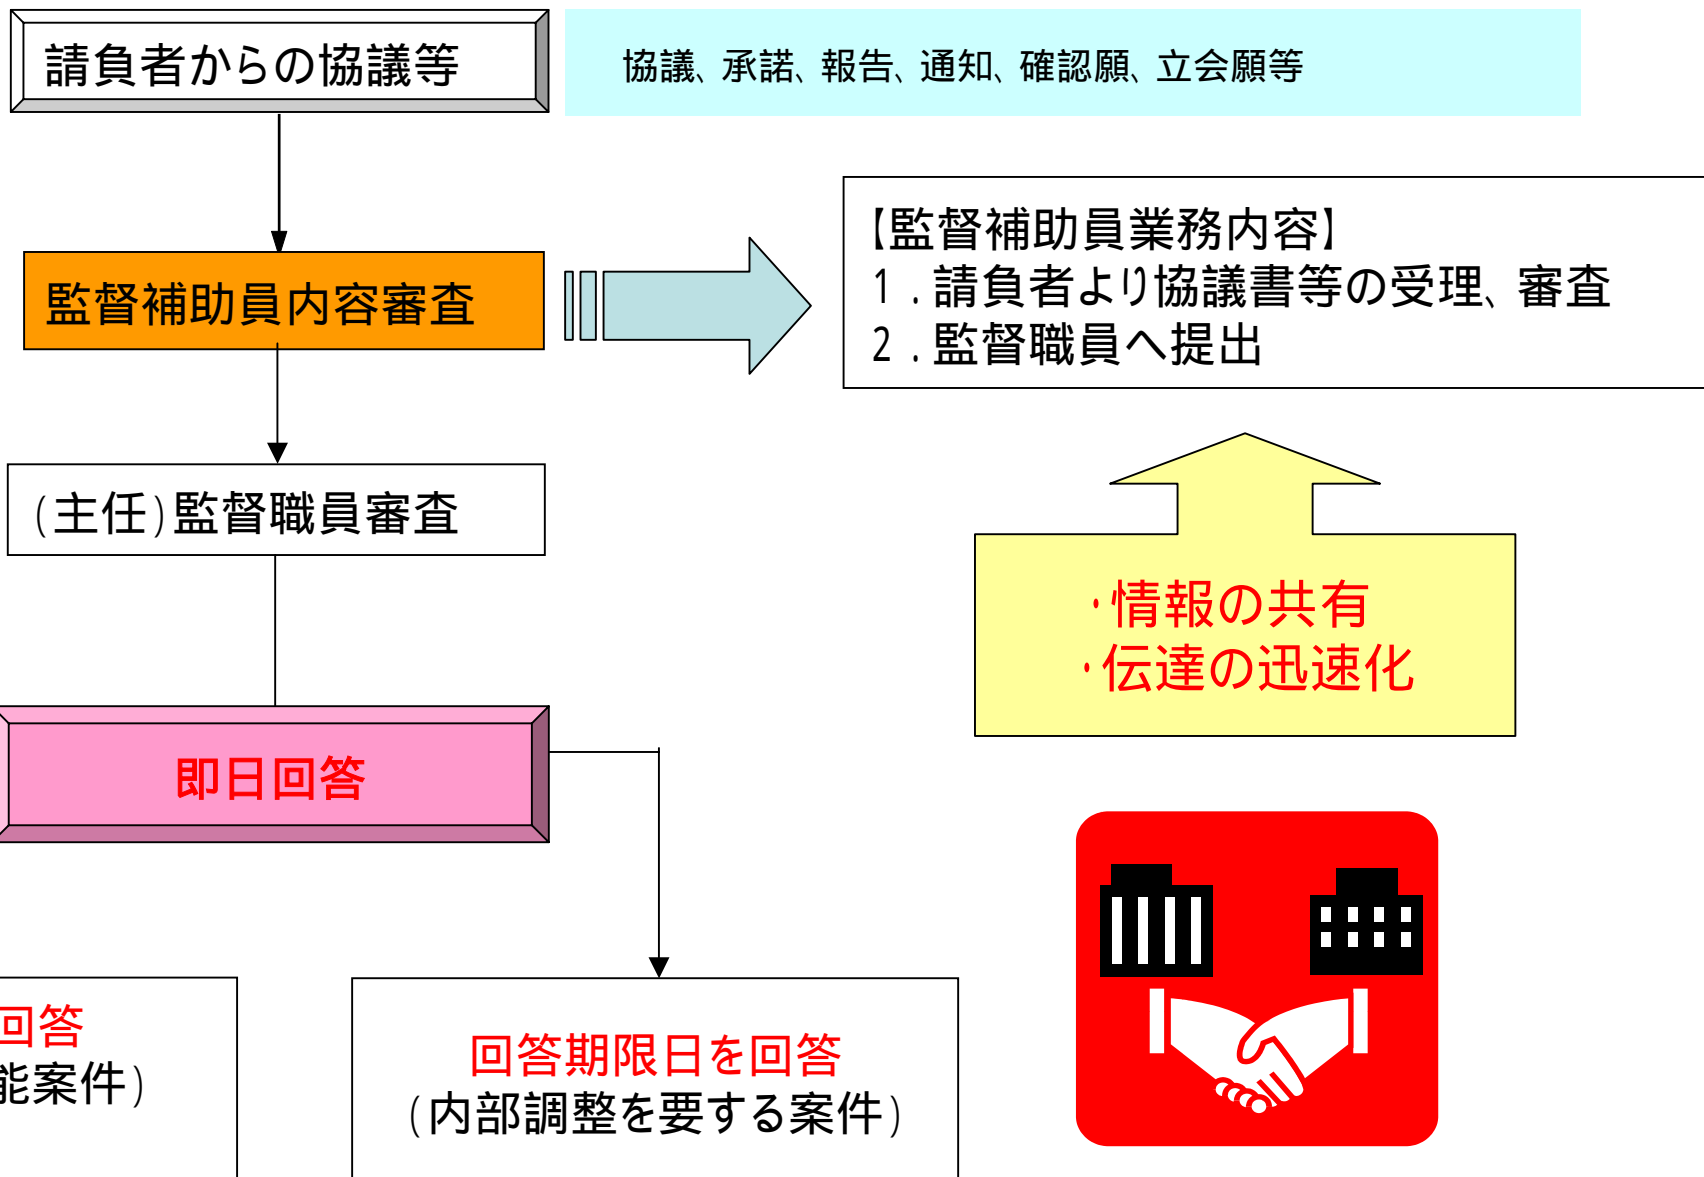 請負者からの協議等
協議、承諾、報告、通知、確認願、立会願等
【監督補助員業務内容】
１．請負者より協議書等の受理、審査
２．監督職員へ提出
監督補助員内容審査
(主任)監督職員審査
・情報の共有
・伝達の迅速化
即日回答
回答
能案件)
回答期限日を回答
(内部調整を要する案件)